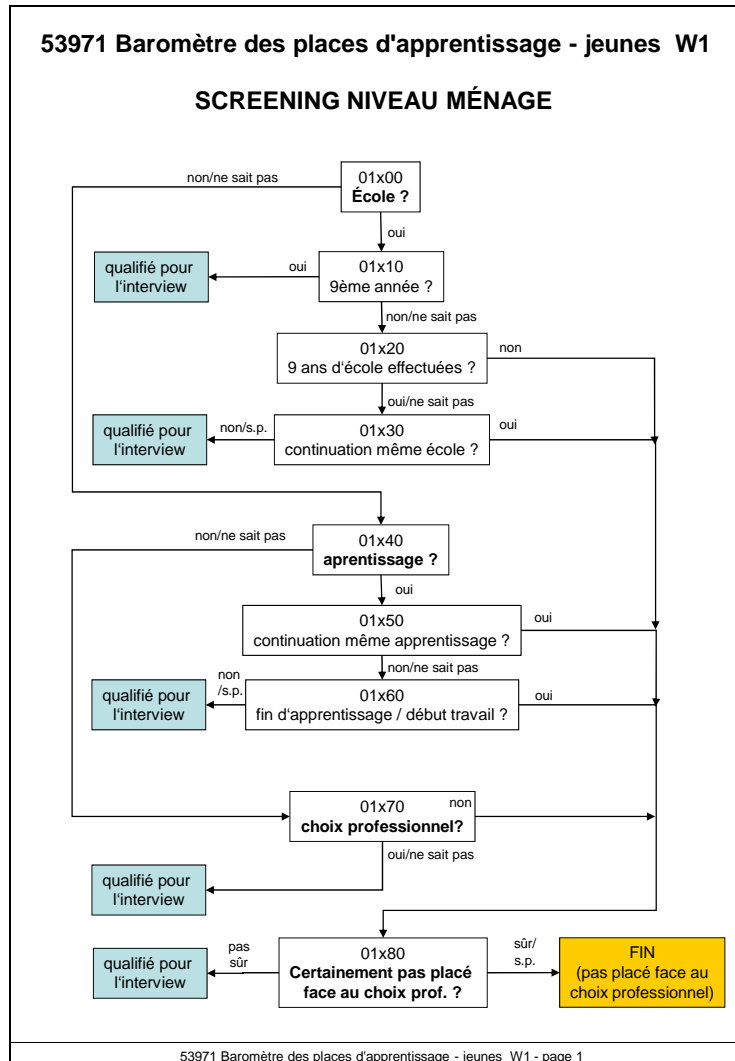 53971 Baromètre des places d'apprentissage - jeunes W1
SCREENING NIVEAU MÉNAGE
non/ne sait pas
01x00
École ?
oui
qualifié pour
l'interview
oui
01x10
9ème année ?
non/ne sait pas
01x20
9 ans d'école effectuées ?
non
oui/ne sait pas
qualifié pour
l'interview
non/s.p.
01x30
continuation même école ?
oui
non/ne sait pas
01x40
aprentissage ?
oui
01x50
continuation même apprentissage ?
oui
non/ne sait pas
qualifié pour
l'interview
non
/s.p.
01x60
fin d'apprentissage / début travail ?
oui
01x70
choix professionnel?
non
oui/ne sait pas
qualifié pour
l'interview
qualifié pour
l'interview
pas
sûr
01x80
Certainement pas placé
face au choix prof. ?
sûr/
s.p.
FIN
(pas placé face au
choix professionnel)
53971 Baromètre des places d'apprentissage - jeunes W1 - page 1